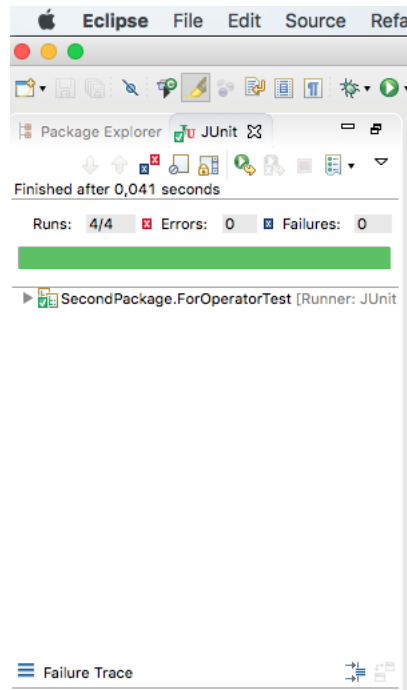 Eclipse File Edit Source Refa
Package Explorer JUnit
Finished after 0,041 seconds
Runs: 4/4 Errors: 0 Failures: 0
SecondPackage.ForOperatorTest [Runner: JUnit
Failure Trace